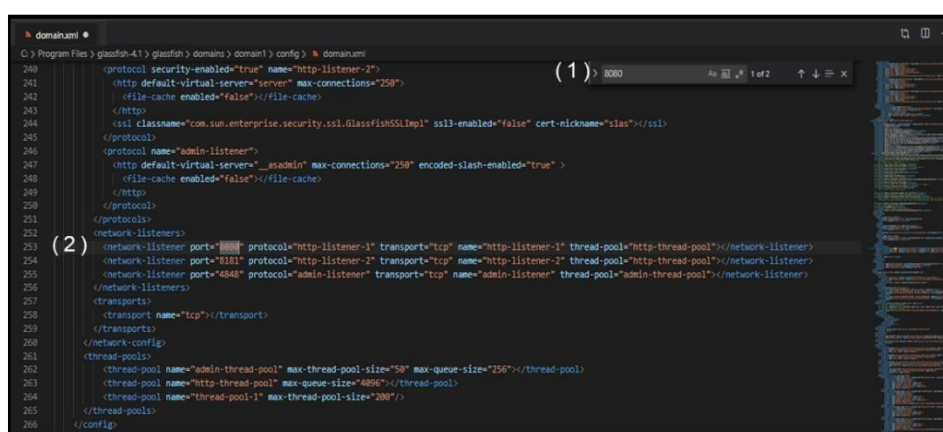 domain.xml
C: > Program Files > glassfish-4.1 > glassfish > domains > domain1 > config > domain.xml
(1) > 8080 Aa 1 of 2
240 <protocol security-enabled="true" name="http-listener-2">
241 <http default-virtual-server="server" max-connections="250">
242 <file-cache enabled="false"></file-cache>
243 </http>
244 <ssl classname="com.sun.enterprise.security.ssl.GlassfishSSLImpl" ssl3-enabled="false" cert-nickname="s1as"></ssl>
245 </protocol>
246 <protocol name="admin-listener">
247 <http default-virtual-server="__asadmin" max-connections="250" encoded-slash-enabled="true" >
248 <file-cache enabled="false"></file-cache>
249 </http>
250 </protocol>
251 </protocols>
252 <network-listeners>
253 (2) <network-listener port="8080" protocol="http-listener-1" transport="tcp" name="http-listener-1" thread-pool="http-thread-pool"></network-listener>
254 <network-listener port="8181" protocol="http-listener-2" transport="tcp" name="http-listener-2" thread-pool="http-thread-pool"></network-listener>
255 <network-listener port="4848" protocol="admin-listener" transport="tcp" name="admin-listener" thread-pool="admin-thread-pool"></network-listener>
256 </network-listeners>
257 <transports>
258 <transport name="tcp"></transport>
259 </transports>
260 </network-config>
261 <thread-pools>
262 <thread-pool name="admin-thread-pool" max-thread-pool-size="50" max-queue-size="256"></thread-pool>
263 <thread-pool name="http-thread-pool" max-queue-size="4096"></thread-pool>
264 <thread-pool name="thread-pool-1" max-thread-pool-size="200"/>
265 </thread-pools>
266 </config>